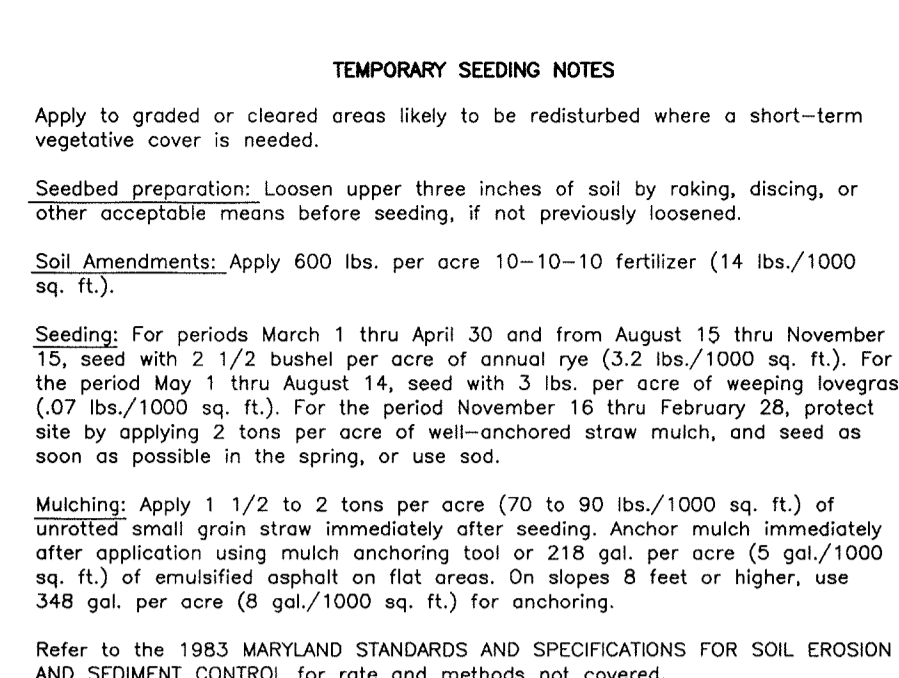 TEMPORARY SEEDING NOTES
Apply to graded or cleared areas likely to be redisturbed where a short-term
vegetative cover is needed.
Seedbed preparation: Loosen upper three inches of soil by raking, discing, or
other acceptable means before seeding, if not previously loosened.
Soil Amendments: Apply 600 lbs. per acre 10-10-10 fertilizer (14 lbs./1000
sq. ft.).
Seeding: For periods March 1 thru April 30 and from August 15 thru November
15, seed with 2 1/2 bushel per acre of annual rye (3.2 lbs./1000 sq. ft.). For
the period May 1 thru August 14, seed with 3 lbs. per acre of weeping lovegras
(.07 lbs./1000 sq. ft.). For the period November 16 thru February 28, protect
site by applying 2 tons per acre of well-anchored straw mulch, and seed as
soon as possible in the spring, or use sod.
Mulching: Apply 1 1/2 to 2 tons per acre (70 to 90 lbs./1000 sq. ft.) of
unrotted small grain straw immediately after seeding. Anchor mulch immediately
after application using mulch anchoring tool or 218 gal. per acre (5 gal./1000
sq. ft.) of emulsified asphalt on flat areas. On slopes 8 feet or higher, use
348 gal. per acre (8 gal./1000 sq. ft.) for anchoring.
Refer to the 1983 MARYLAND STANDARDS AND SPECIFICATIONS FOR SOIL EROSION
AND SEDIMENT CONTROL for rate and methods not covered.